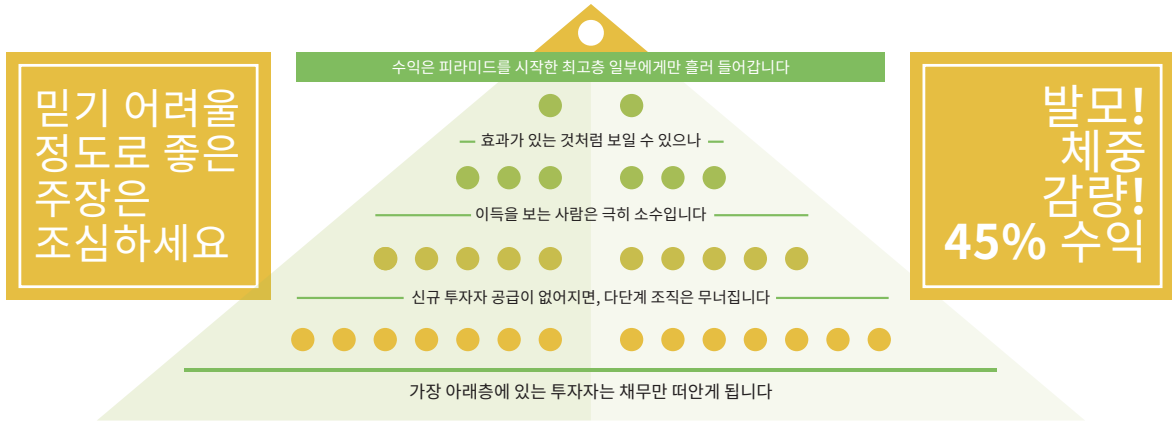 믿기 어려울
정도로 좋은
주장은
조심하세요
수익은 피라미드를 시작한 최고층 일부에게만 흘러 들어갑니다
효과가 있는 것처럼 보일 수 있으나
이득을 보는 사람은 극히 소수입니다
신규 투자자 공급이 없어지면, 다단계 조직은 무너집니다
가장 아래층에 있는 투자자는 채무만 떠안게 됩니다
발모!
체중
감량!
45% 수익